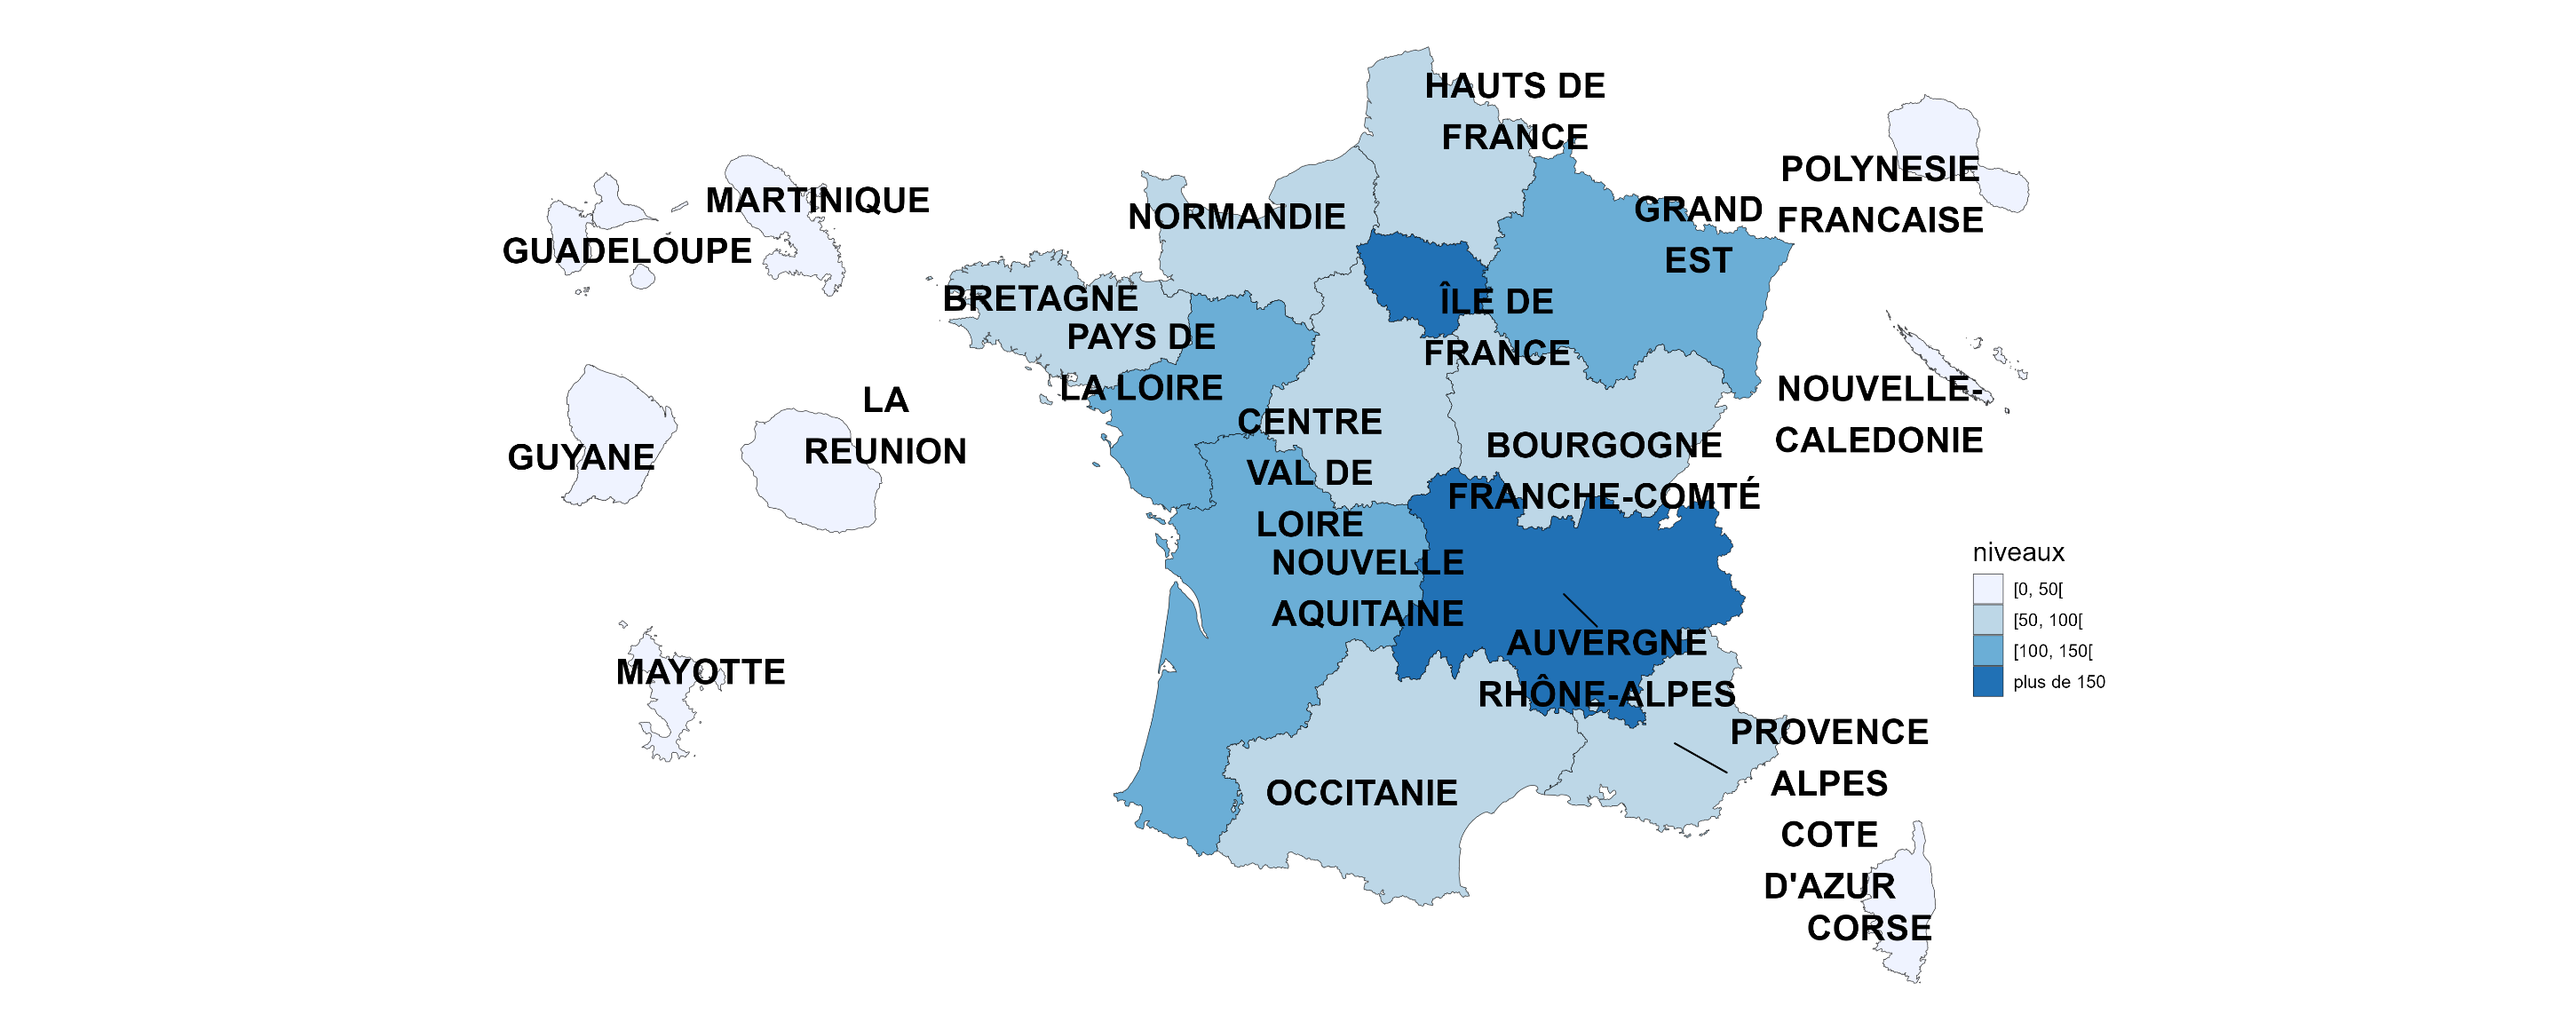 HAUTS DE
FRANCE
MARTINIQUE
GUADELOUPE
NORMANDIE
POLYNESIE
FRANCAISE
GRAND
EST
BRETAGNE
ÎLE DE
FRANCE
PAYS DE
LA LOIRE
NOUVELLE-
CALEDONIE
LA
REUNION
GUYANE
CENTRE
VAL DE
LOIRE
BOURGOGNE
FRANCHE-COMTÉ
NOUVELLE
AQUITAINE
niveaux
[0, 50[
[50, 100[
[100, 150[
plus de 150
AUVERGNE
RHÔNE-ALPES
MAYOTTE
PROVENCE
ALPES
COTE
D'AZUR
OCCITANIE
CORSE